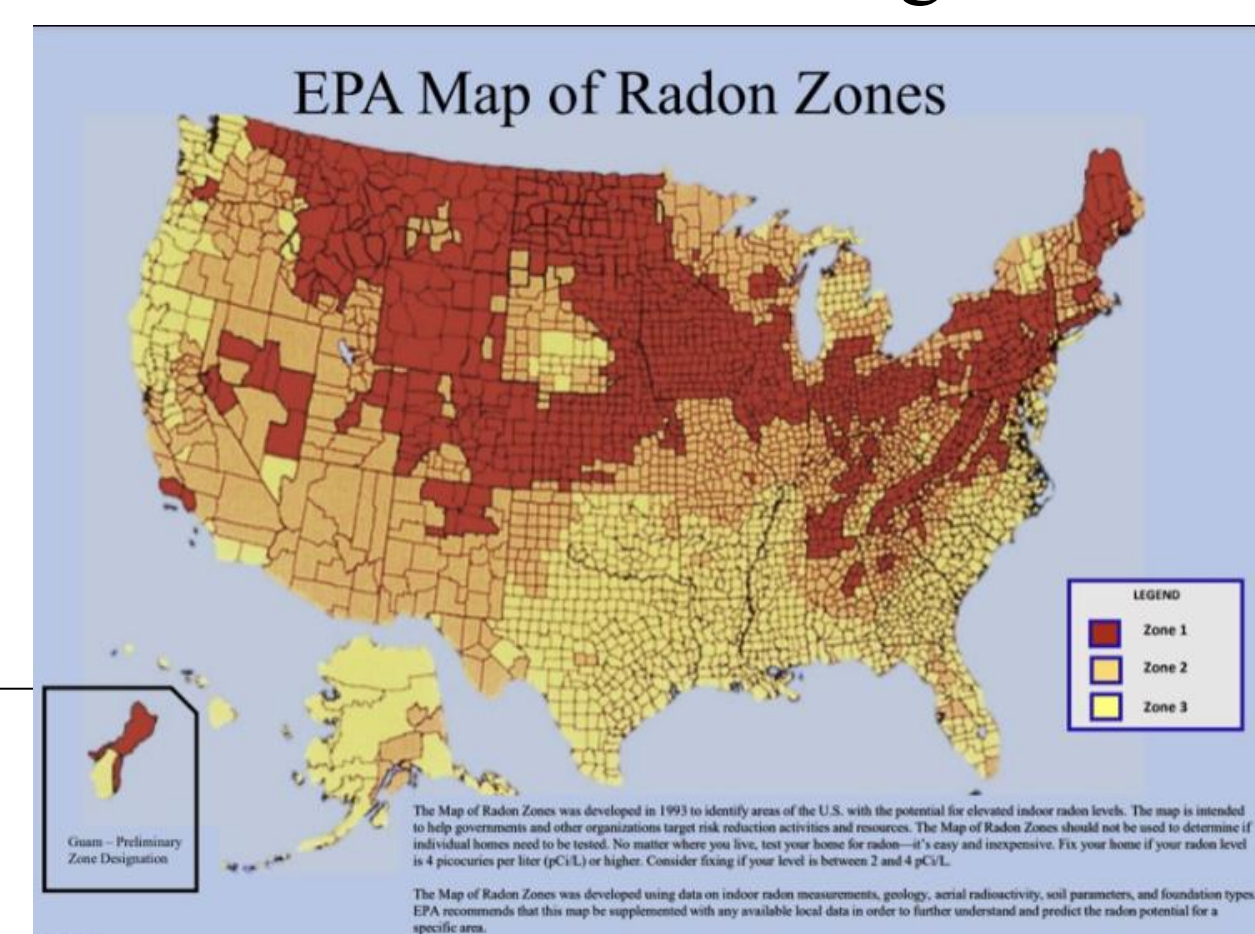 EPA Map of Radon Zones
LEGEND
Zone 1
Zone 2
Zone 3
Guam – Preliminary
Zone Designation
The Map of Radon Zones was developed in 1993 to identify areas of the U.S. with the potential for elevated indoor radon levels. The map is intended
to help governments and other organizations target risk reduction activities and resources. The Map of Radon Zones should not be used to determine if
individual homes need to be tested. No matter where you live, test your home for radon—it's easy and inexpensive. Fix your home if your radon level
is 4 picocuries per liter (pCi/L) or higher. Consider fixing if your level is between 2 and 4 pCi/L.
The Map of Radon Zones was developed using data on indoor radon measurements, geology, aerial radioactivity, soil parameters, and foundation types.
EPA recommends that this map be supplemented with any available local data in order to further understand and predict the radon potential for a
specific area.